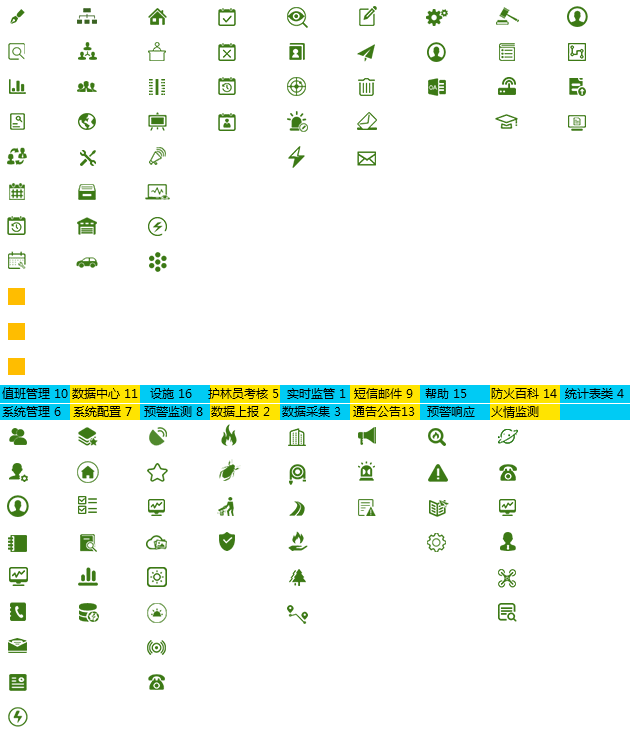 OA
值班管理 10 数据中心 11 设施 16 护林员考核 5 实时监管 1 短信邮件 9 帮助 15 防火百科 14 统计表类 4
系统管理 6 系统配置 7 预警监测 8 数据上报 2 数据采集 3 通告公告13 预警响应 火情监测